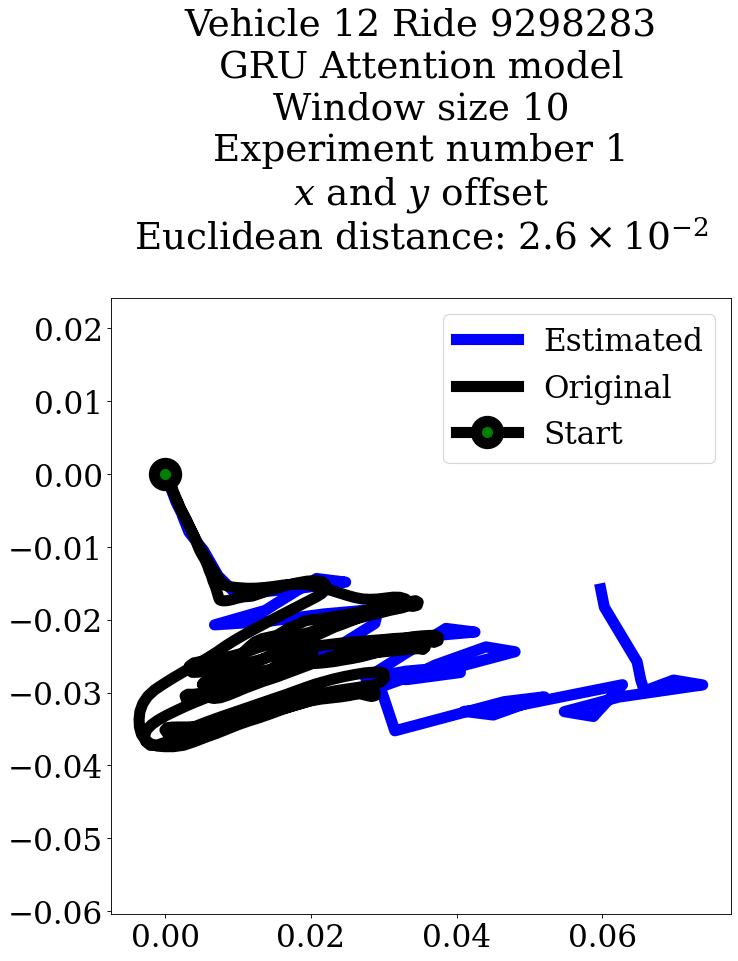 Vehicle 12 Ride 9298283
GRU Attention model
Window size 10
Experiment number 1
x and y offset
Euclidean distance: 2.6 × 10⁻²
Estimated
Original
Start
0.02
0.01
0.00
−0.01
−0.02
−0.03
−0.04
−0.05
−0.06
0.00 0.02 0.04 0.06